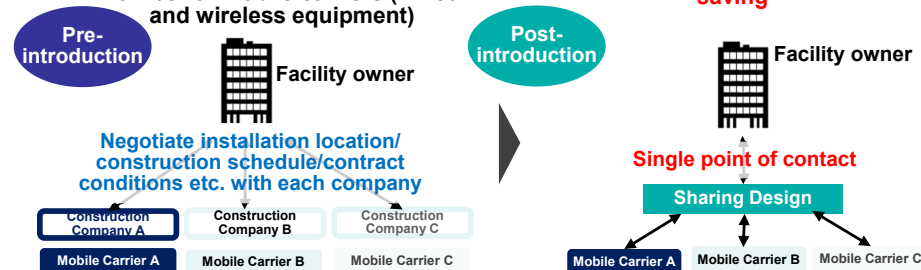 and wireless equipment)
saving
Pre-
introduction
Facility owner
Negotiate installation location/
construction schedule/contract
conditions etc. with each company
Construction
Company A
Construction
Company B
Construction
Company C
Mobile Carrier A
Mobile Carrier B
Mobile Carrier C
Post-
introduction
Facility owner
Single point of contact
Sharing Design
Mobile Carrier A
Mobile Carrier B
Mobile Carrier C